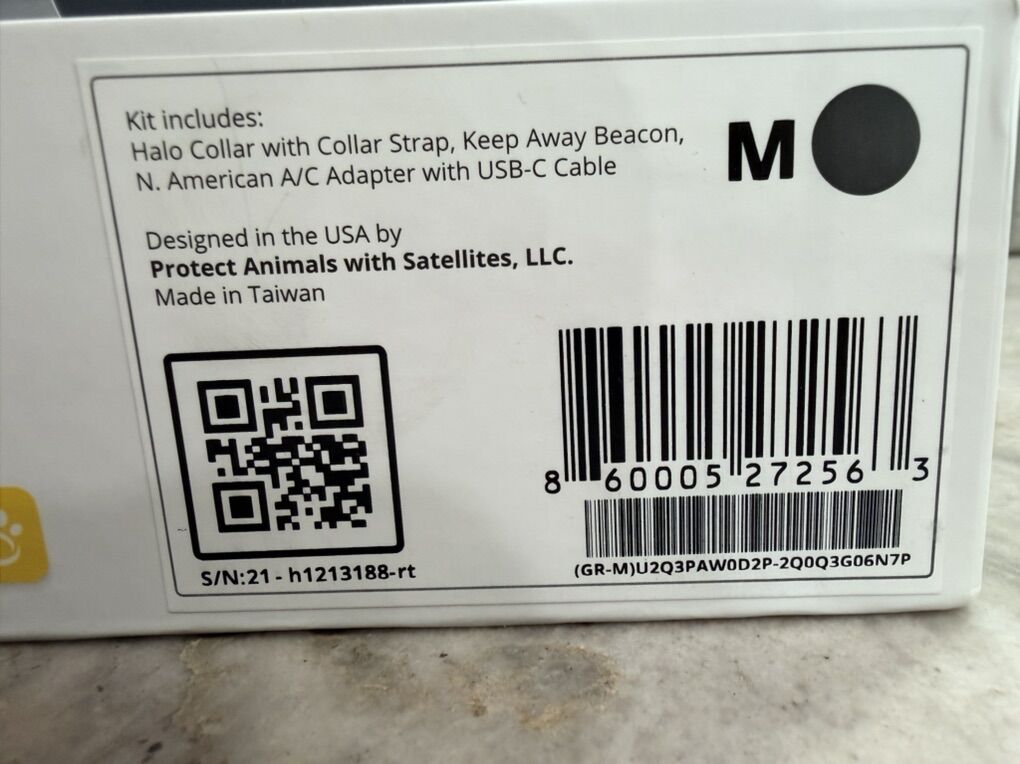 Kit includes:
Halo Collar with Collar Strap, Keep Away Beacon,
N. American A/C Adapter with USB-C Cable
M
Designed in the USA by
Protect Animals with Satellites, LLC.
Made in Taiwan
8 60005 27256 3
S/N:21 - h1213188-rt
(GR-M)U2Q3PAW0D2P-2Q0Q3G06N7P